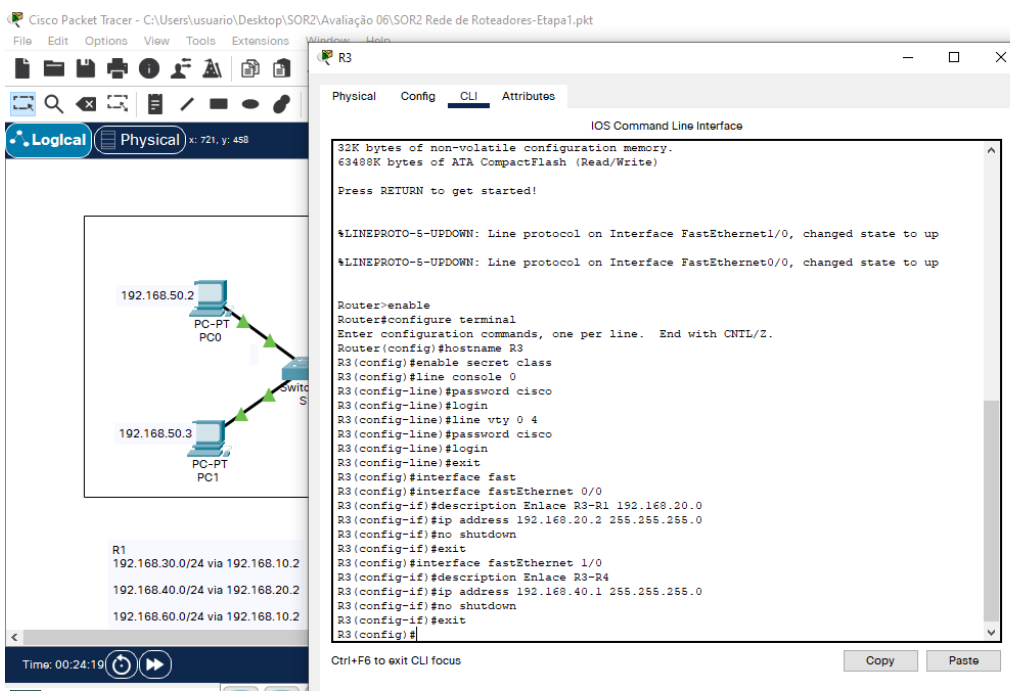 Cisco Packet Tracer - C:\Users\usuario\Desktop\SOR2\Avaliação 06\SOR2 Rede de Roteadores-Etapa1.pkt
File Edit Options View Tools Extensions Window Help
R3
Physical Config CLI Attributes
IOS Command Line Interface
Logical Physical x: 721, y: 458
32K bytes of non-volatile configuration memory.
63488K bytes of ATA CompactFlash (Read/Write)
Press RETURN to get started!
%LINEPROTO-5-UPDOWN: Line protocol on Interface FastEthernet1/0, changed state to up
%LINEPROTO-5-UPDOWN: Line protocol on Interface FastEthernet0/0, changed state to up
Router>enable
Router#configure terminal
Enter configuration commands, one per line. End with CNTL/Z.
Router(config)#hostname R3
R3(config)#enable secret class
R3(config)#line console 0
R3(config-line)#password cisco
R3(config-line)#login
R3(config-line)#line vty 0 4
R3(config-line)#password cisco
R3(config-line)#login
R3(config-line)#exit
R3(config)#interface fast
R3(config)#interface fastEthernet 0/0
R3(config-if)#description Enlace R3-R1 192.168.20.0
R3(config-if)#ip address 192.168.20.2 255.255.255.0
R3(config-if)#no shutdown
R3(config-if)#exit
R3(config)#interface fastEthernet 1/0
R3(config-if)#description Enlace R3-R4
R3(config-if)#ip address 192.168.40.1 255.255.255.0
R3(config-if)#no shutdown
R3(config-if)#exit
R3(config)#
192.168.50.2
PC-PT
PC0
Switc
S
192.168.50.3
PC-PT
PC1
R1
192.168.30.0/24 via 192.168.10.2
192.168.40.0/24 via 192.168.20.2
192.168.60.0/24 via 192.168.10.2
Time: 00:24:19
Ctrl+F6 to exit CLI focus
Copy
Paste